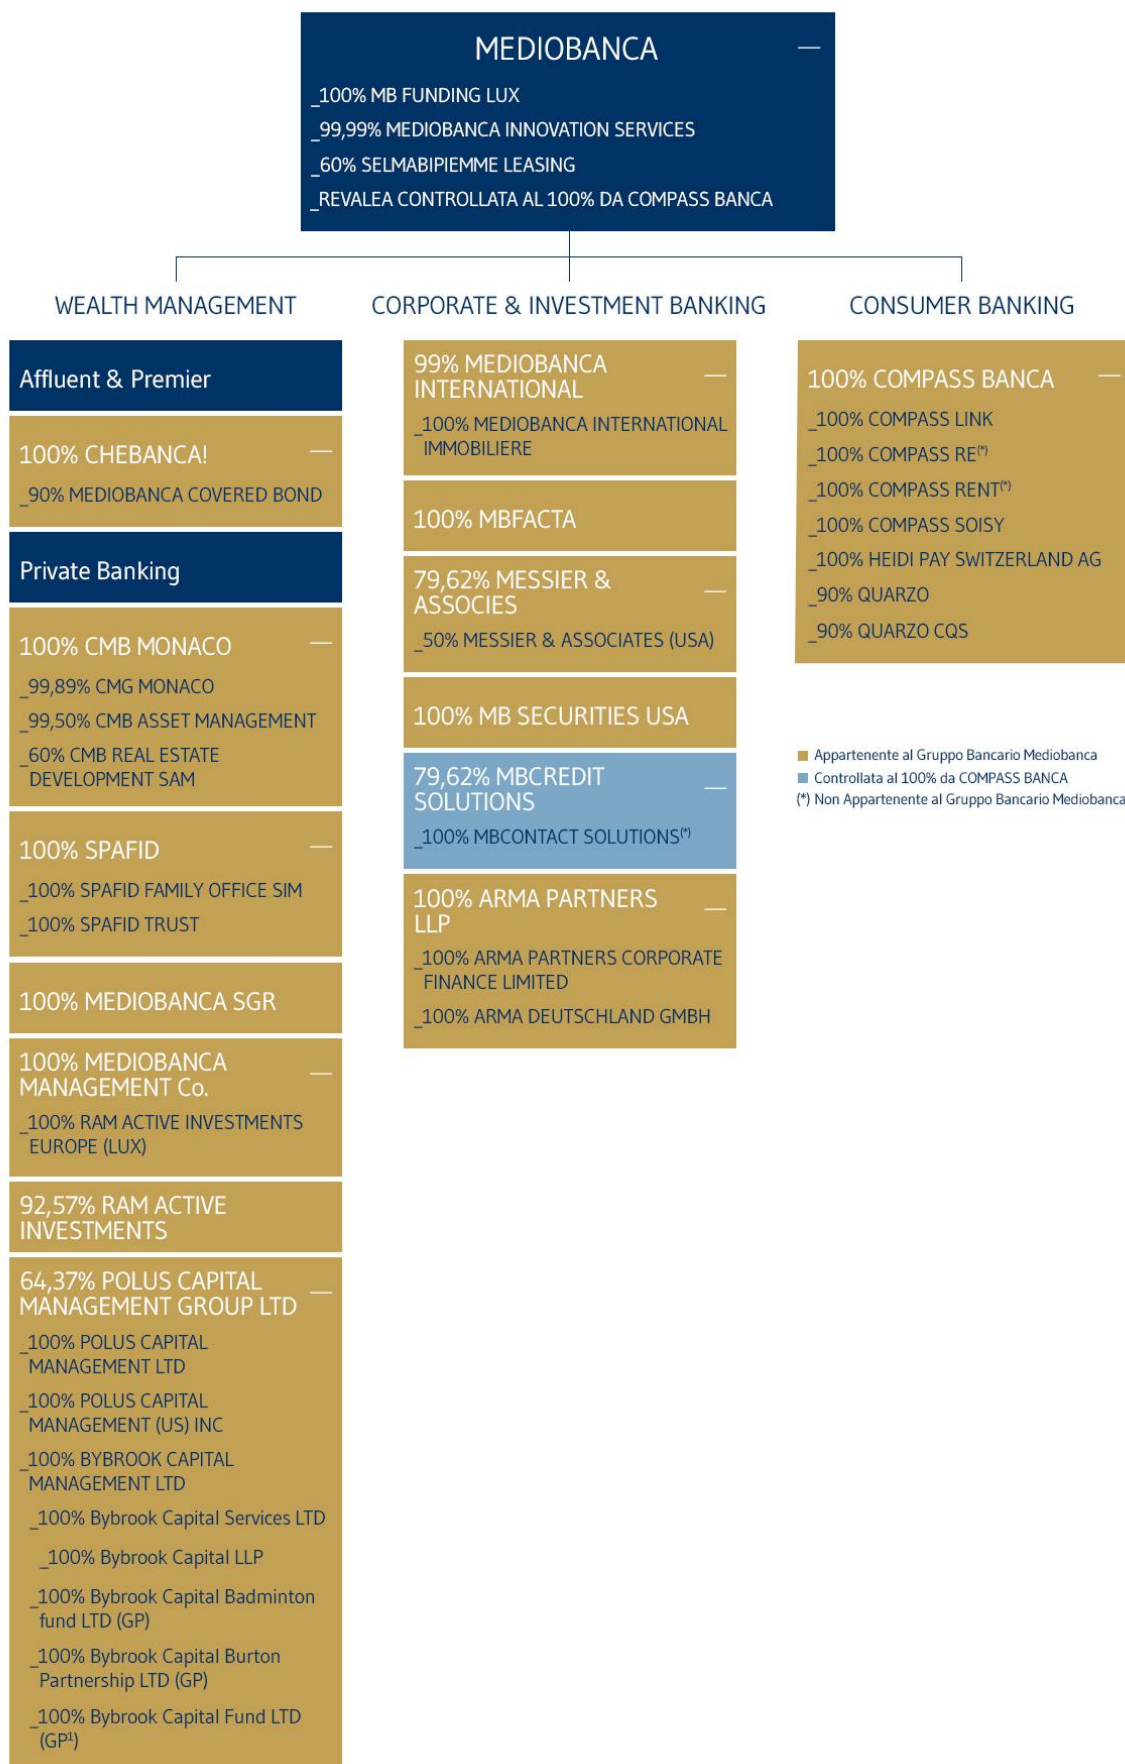 MEDIOBANCA
_100% MB FUNDING LUX
_99,99% MEDIOBANCA INNOVATION SERVICES
_60% SELMABIPIEMME LEASING
_REVALEA CONTROLLATA AL 100% DA COMPASS BANCA
WEALTH MANAGEMENT
Affluent & Premier
100% CHEBANCA!
_90% MEDIOBANCA COVERED BOND
Private Banking
100% CMB MONACO
_99,89% CMG MONACO
_99,50% CMB ASSET MANAGEMENT
_60% CMB REAL ESTATE
DEVELOPMENT SAM
100% SPAFID
_100% SPAFID FAMILY OFFICE SIM
_100% SPAFID TRUST
100% MEDIOBANCA SGR
100% MEDIOBANCA
MANAGEMENT Co.
_100% RAM ACTIVE INVESTMENTS
EUROPE (LUX)
92,57% RAM ACTIVE
INVESTMENTS
64,37% POLUS CAPITAL
MANAGEMENT GROUP LTD
_100% POLUS CAPITAL
MANAGEMENT LTD
_100% POLUS CAPITAL
MANAGEMENT (US) INC
_100% BYBROOK CAPITAL
MANAGEMENT LTD
_100% Bybrook Capital Services LTD
_100% Bybrook Capital LLP
_100% Bybrook Capital Badminton
fund LTD (GP)
_100% Bybrook Capital Burton
Partnership LTD (GP)
_100% Bybrook Capital Fund LTD
(GP¹)
CORPORATE & INVESTMENT BANKING
99% MEDIOBANCA
INTERNATIONAL
_100% MEDIOBANCA INTERNATIONAL
IMMOBILIERE
100% MBFACTA
79,62% MESSIER &
ASSOCIES
_50% MESSIER & ASSOCIATES (USA)
100% MB SECURITIES USA
79,62% MBCREDIT
SOLUTIONS
_100% MBCONTACT SOLUTIONS(*)
100% ARMA PARTNERS
LLP
_100% ARMA PARTNERS CORPORATE
FINANCE LIMITED
_100% ARMA DEUTSCHLAND GMBH
CONSUMER BANKING
100% COMPASS BANCA
_100% COMPASS LINK
_100% COMPASS RE(*)
_100% COMPASS RENT(*)
_100% COMPASS SOISY
_100% HEIDI PAY SWITZERLAND AG
_90% QUARZO
_90% QUARZO CQS
Appartenente al Gruppo Bancario Mediobanca
Controllata al 100% da COMPASS BANCA
(*) Non Appartenente al Gruppo Bancario Mediobanca